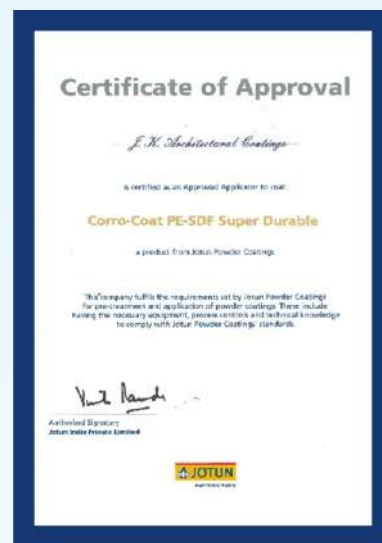 Certificate of Approval
J. K. Architectural Coatings
is certified as an Approved Applicator to coat
Corro-Coat PE-SDF Super Durable
a product from Jotun Powder Coatings
This company fulfils the requirements set by Jotun Powder Coatings
for pre-treatment and application of powder coatings. These include
having the necessary equipment, process controls and technical knowledge
to comply with Jotun Powder Coatings' standards.
Authorised Signatory
Jotun India Private Limited
JOTUN